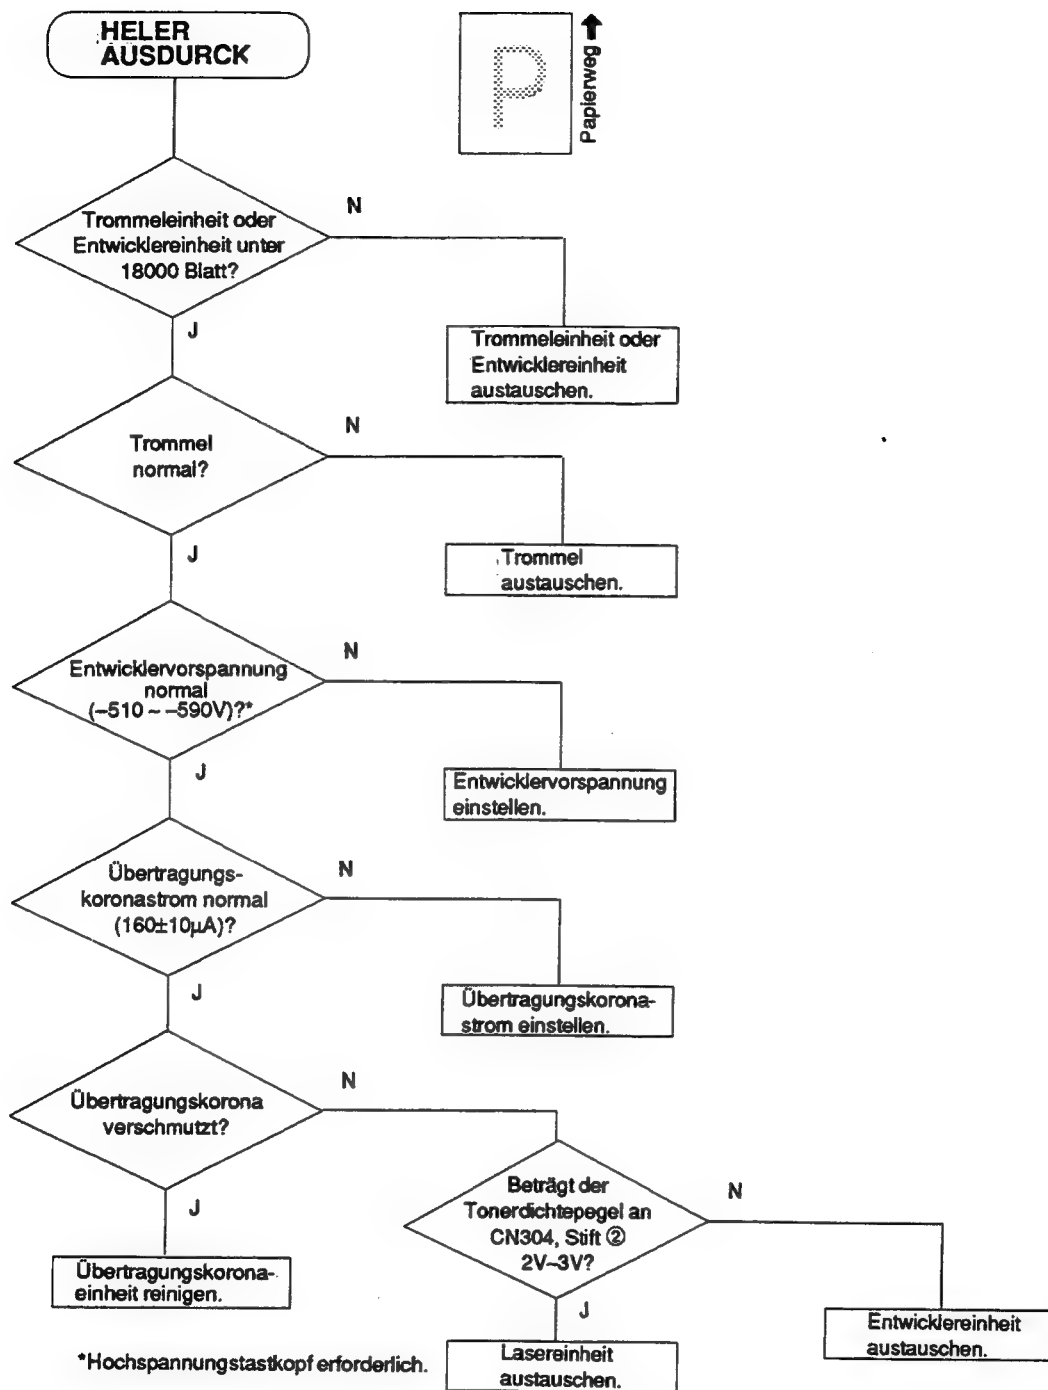 HELER
AUSDURCK
P
Papierweg
Trommeleinheit oder
Entwicklereinheit unter
18000 Blatt?
N
J
Trommeleinheit oder
Entwicklereinheit
austauschen.
Trommel
normal?
N
J
Trommel
austauschen.
Entwicklervorspannung
normal
(–510 ~ –590V)?*
N
J
Entwicklervorspannung
einstellen.
Übertragungs-
koronastrom normal
(160±10µA)?
N
J
Übertragungskorona-
strom einstellen.
Übertragungskorona
verschmutzt?
N
J
Übertragungskorona-
einheit reinigen.
Beträgt der
Tonerdichtepegel an
CN304, Stift ②
2V~3V?
N
J
Entwicklereinheit
austauschen.
Lasereinheit
austauschen.
*Hochspannungstastkopf erforderlich.